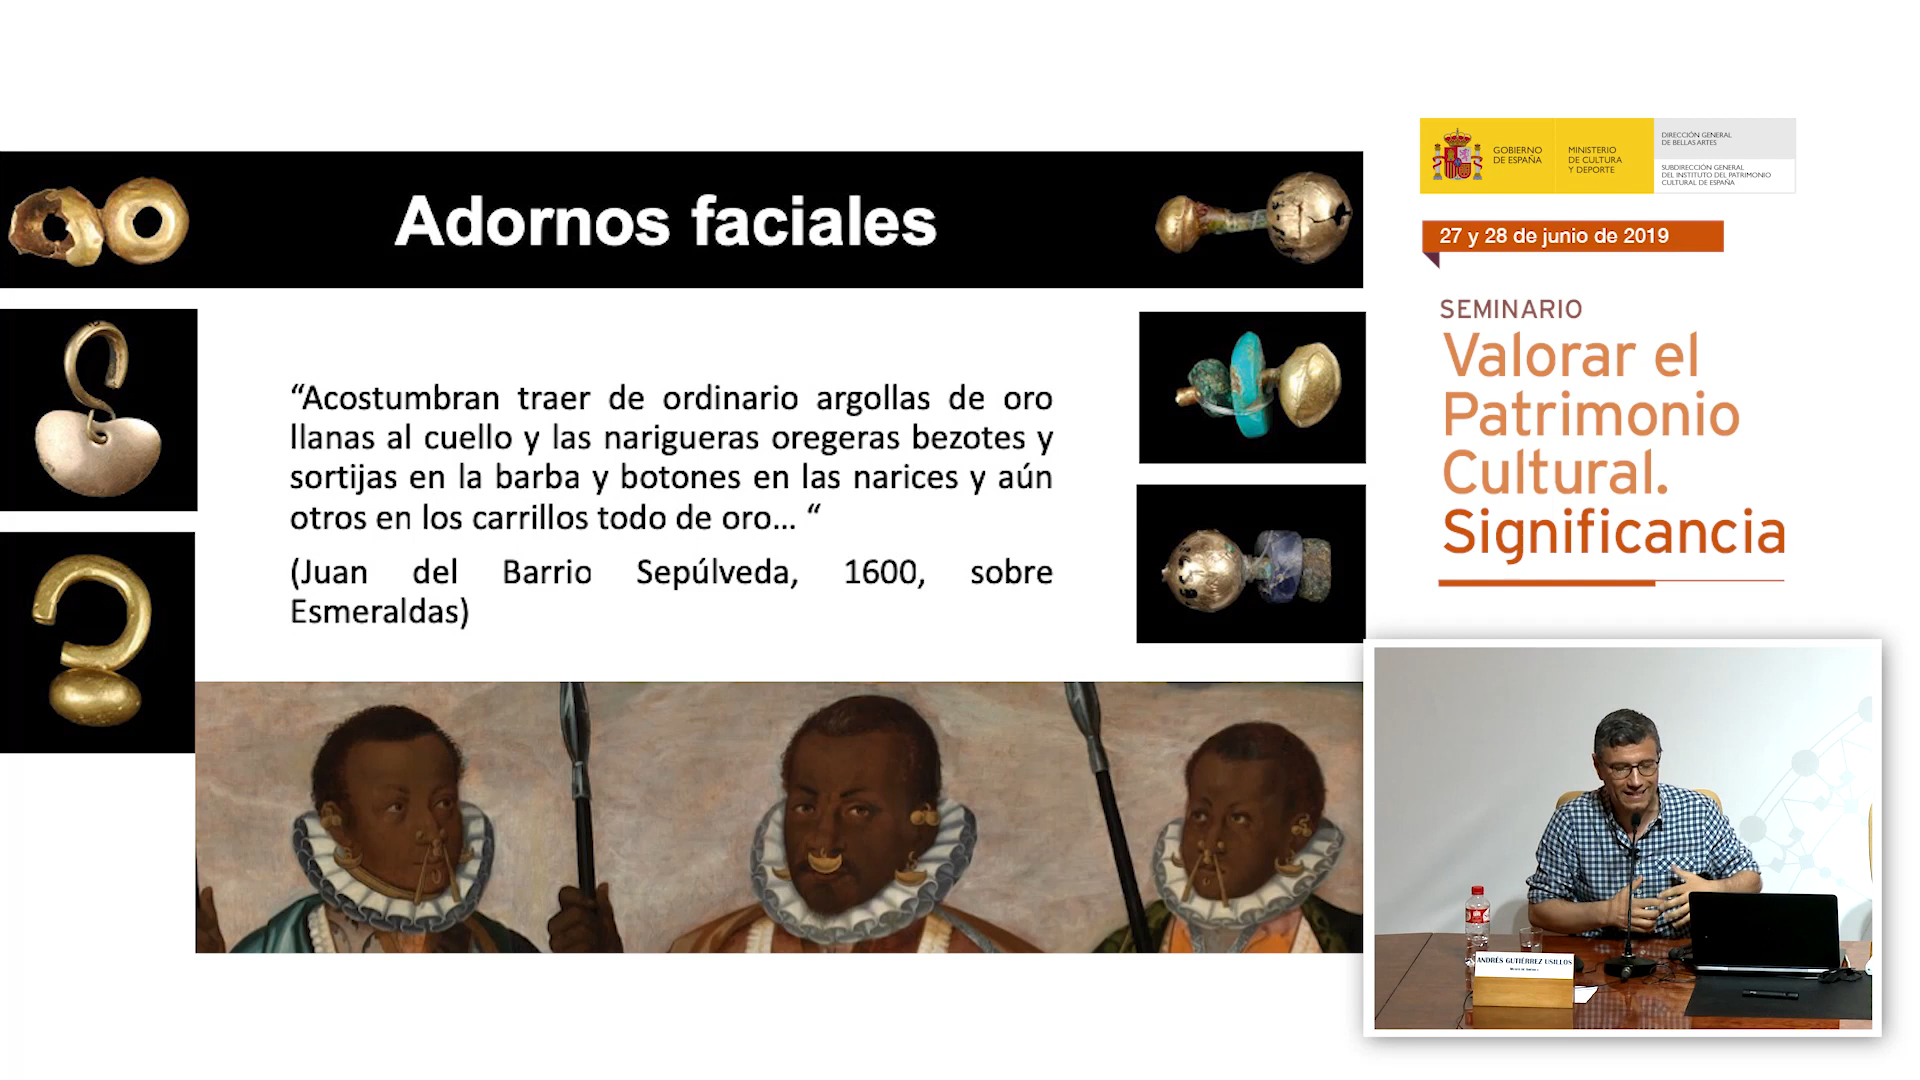 Adornos faciales
“Acostumbran traer de ordinario argollas de oro
llanas al cuello y las narigueras oregeras bezotes y
sortijas en la barba y botones en las narices y aún
otros en los carrillos todo de oro... “
(Juan del Barrio Sepúlveda, 1600, sobre
Esmeraldas)
GOBIERNO
DE ESPAÑA
MINISTERIO
DE CULTURA
Y DEPORTE
DIRECCIÓN GENERAL
DE BELLAS ARTES
SUBDIRECCIÓN GENERAL
DEL INSTITUTO DEL PATRIMONIO
CULTURAL DE ESPAÑA
27 y 28 de junio de 2019
SEMINARIO
Valorar el
Patrimonio
Cultural.
Significancia
ANDRÉS GUTIÉRREZ USILLOS